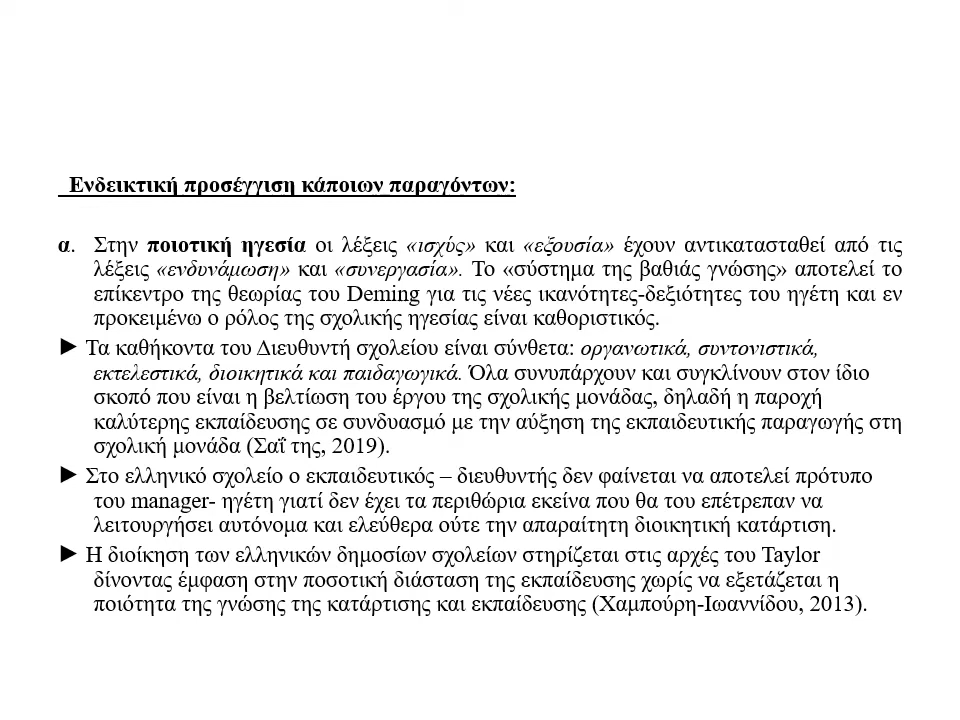 Ενδεικτική προσέγγιση κάποιων παραγόντων:
α. Στην ποιοτική ηγεσία οι λέξεις «ισχύς» και «εξουσία» έχουν αντικατασταθεί από τις
λέξεις «ενδυνάμωση» και «συνεργασία». Το «σύστημα της βαθιάς γνώσης» αποτελεί το
επίκεντρο της θεωρίας του Deming για τις νέες ικανότητες-δεξιότητες του ηγέτη και εν
προκειμένω ο ρόλος της σχολικής ηγεσίας είναι καθοριστικός.
► Τα καθήκοντα του Διευθυντή σχολείου είναι σύνθετα: οργανωτικά, συντονιστικά,
εκτελεστικά, διοικητικά και παιδαγωγικά. Όλα συνυπάρχουν και συγκλίνουν στον ίδιο
σκοπό που είναι η βελτίωση του έργου της σχολικής μονάδας, δηλαδή η παροχή
καλύτερης εκπαίδευσης σε συνδυασμό με την αύξηση της εκπαιδευτικής παραγωγής στη
σχολική μονάδα (Σαΐ της, 2019).
► Στο ελληνικό σχολείο ο εκπαιδευτικός – διευθυντής δεν φαίνεται να αποτελεί πρότυπο
του manager- ηγέτη γιατί δεν έχει τα περιθώρια εκείνα που θα του επέτρεπαν να
λειτουργήσει αυτόνομα και ελεύθερα ούτε την απαραίτητη διοικητική κατάρτιση.
► Η διοίκηση των ελληνικών δημοσίων σχολείων στηρίζεται στις αρχές του Taylor
δίνοντας έμφαση στην ποσοτική διάσταση της εκπαίδευσης χωρίς να εξετάζεται η
ποιότητα της γνώσης της κατάρτισης και εκπαίδευσης (Χαμπούρη-Ιωαννίδου, 2013).